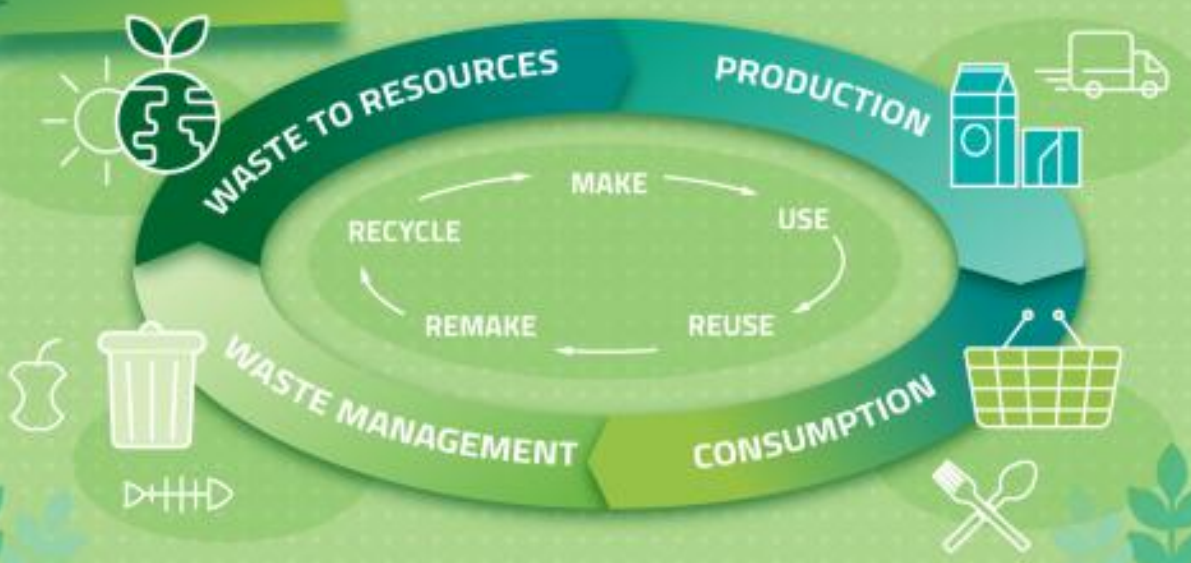 WASTE TO RESOURCES
PRODUCTION
MAKE
USE
RECYCLE
REMAKE
REUSE
WASTE MANAGEMENT
CONSUMPTION